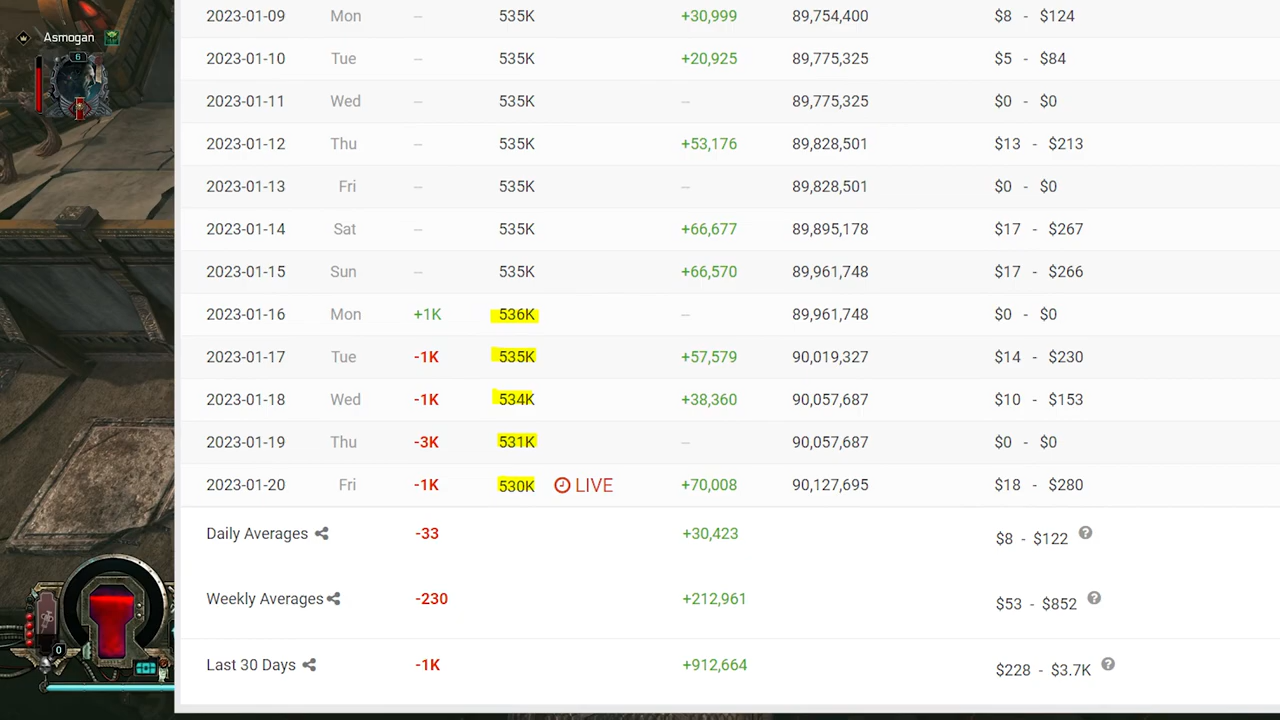 Asmogan
6
2023-01-09 Mon – 535K +30,999 89,754,400 $8 - $124
2023-01-10 Tue – 535K +20,925 89,775,325 $5 - $84
2023-01-11 Wed – 535K – 89,775,325 $0 - $0
2023-01-12 Thu – 535K +53,176 89,828,501 $13 - $213
2023-01-13 Fri – 535K – 89,828,501 $0 - $0
2023-01-14 Sat – 535K +66,677 89,895,178 $17 - $267
2023-01-15 Sun – 535K +66,570 89,961,748 $17 - $266
2023-01-16 Mon +1K 536K – 89,961,748 $0 - $0
2023-01-17 Tue -1K 535K +57,579 90,019,327 $14 - $230
2023-01-18 Wed -1K 534K +38,360 90,057,687 $10 - $153
2023-01-19 Thu -3K 531K – 90,057,687 $0 - $0
2023-01-20 Fri -1K 530K LIVE +70,008 90,127,695 $18 - $280
Daily Averages -33 +30,423 $8 - $122 ?
Weekly Averages -230 +212,961 $53 - $852 ?
Last 30 Days -1K +912,664 $228 - $3.7K ?
0